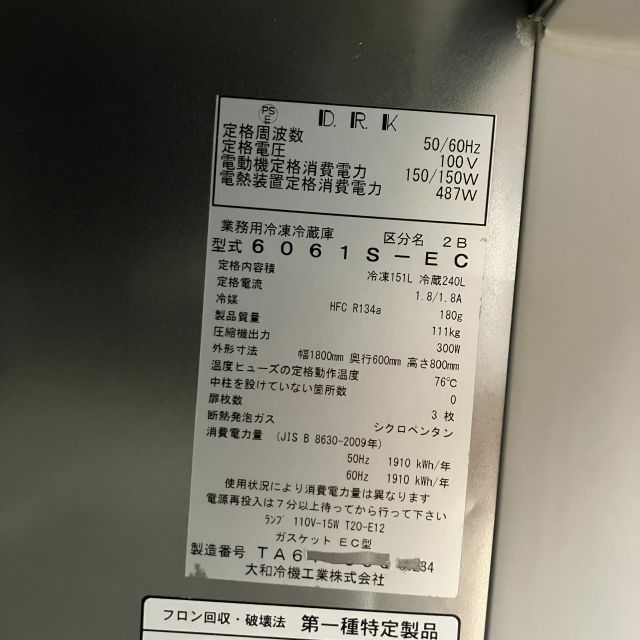 PS E D.R.K
定格周波数 50/60Hz
定格電圧 100V
電動機定格消費電力 150/150W
電熱装置定格消費電力 487W
業務用冷凍冷蔵庫 区分名 2B
型式 6061S-EC
定格内容積 冷凍151L 冷蔵240L
定格電流 1.8/1.8A
冷媒 HFC R134a 180g
製品質量 111kg
圧縮機出力 300W
外形寸法 幅1800mm 奥行600mm 高さ800mm
温度ヒューズの定格動作温度 76℃
中柱を設けていない箇所数 0
扉枚数 3 枚
断熱発泡ガス シクロペンタン
消費電力量 (JIS B 8630-2009年)
50Hz 1910 kWh/年
60Hz 1910 kWh/年
使用状況により消費電力量は異なります
電源再投入は7分以上待ってから行って下さい
ランプ 110V-15W T20-E12
ガスケット EC型
製造番号 TA6 234
大和冷機工業株式会社
フロン回収・破壊法 第一種特定製品